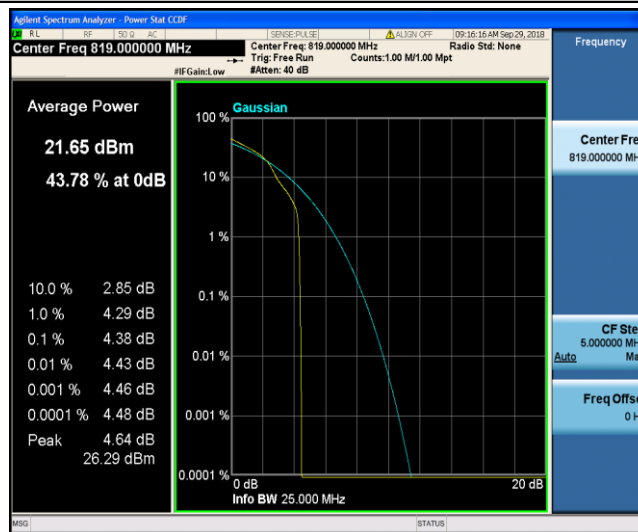 Agilent Spectrum Analyzer - Power Stat CCDF
RL RF 50 Ω AC SENSE:PULSE ALIGN OFF 09:16:16 AM Sep 29, 2018
Center Freq 819.000000 MHz
Center Freq: 819.000000 MHz Radio Std: None
Trig: Free Run Counts:1.00 M/1.00 Mpt
#IFGain:Low #Atten: 40 dB
Frequency
Average Power
21.65 dBm
43.78 % at 0dB
10.0 % 2.85 dB
1.0 % 4.29 dB
0.1 % 4.38 dB
0.01 % 4.43 dB
0.001 % 4.46 dB
0.0001 % 4.48 dB
Peak 4.64 dB
26.29 dBm
Gaussian
100 %
10 %
1 %
0.1 %
0.01 %
0.001 %
0.0001 %
0 dB 20 dB
Info BW 25.000 MHz
Center Fre
819.000000 MH
CF Ste
5.000000 MH
Auto Ma
Freq Offs
0 H
MSG STATUS